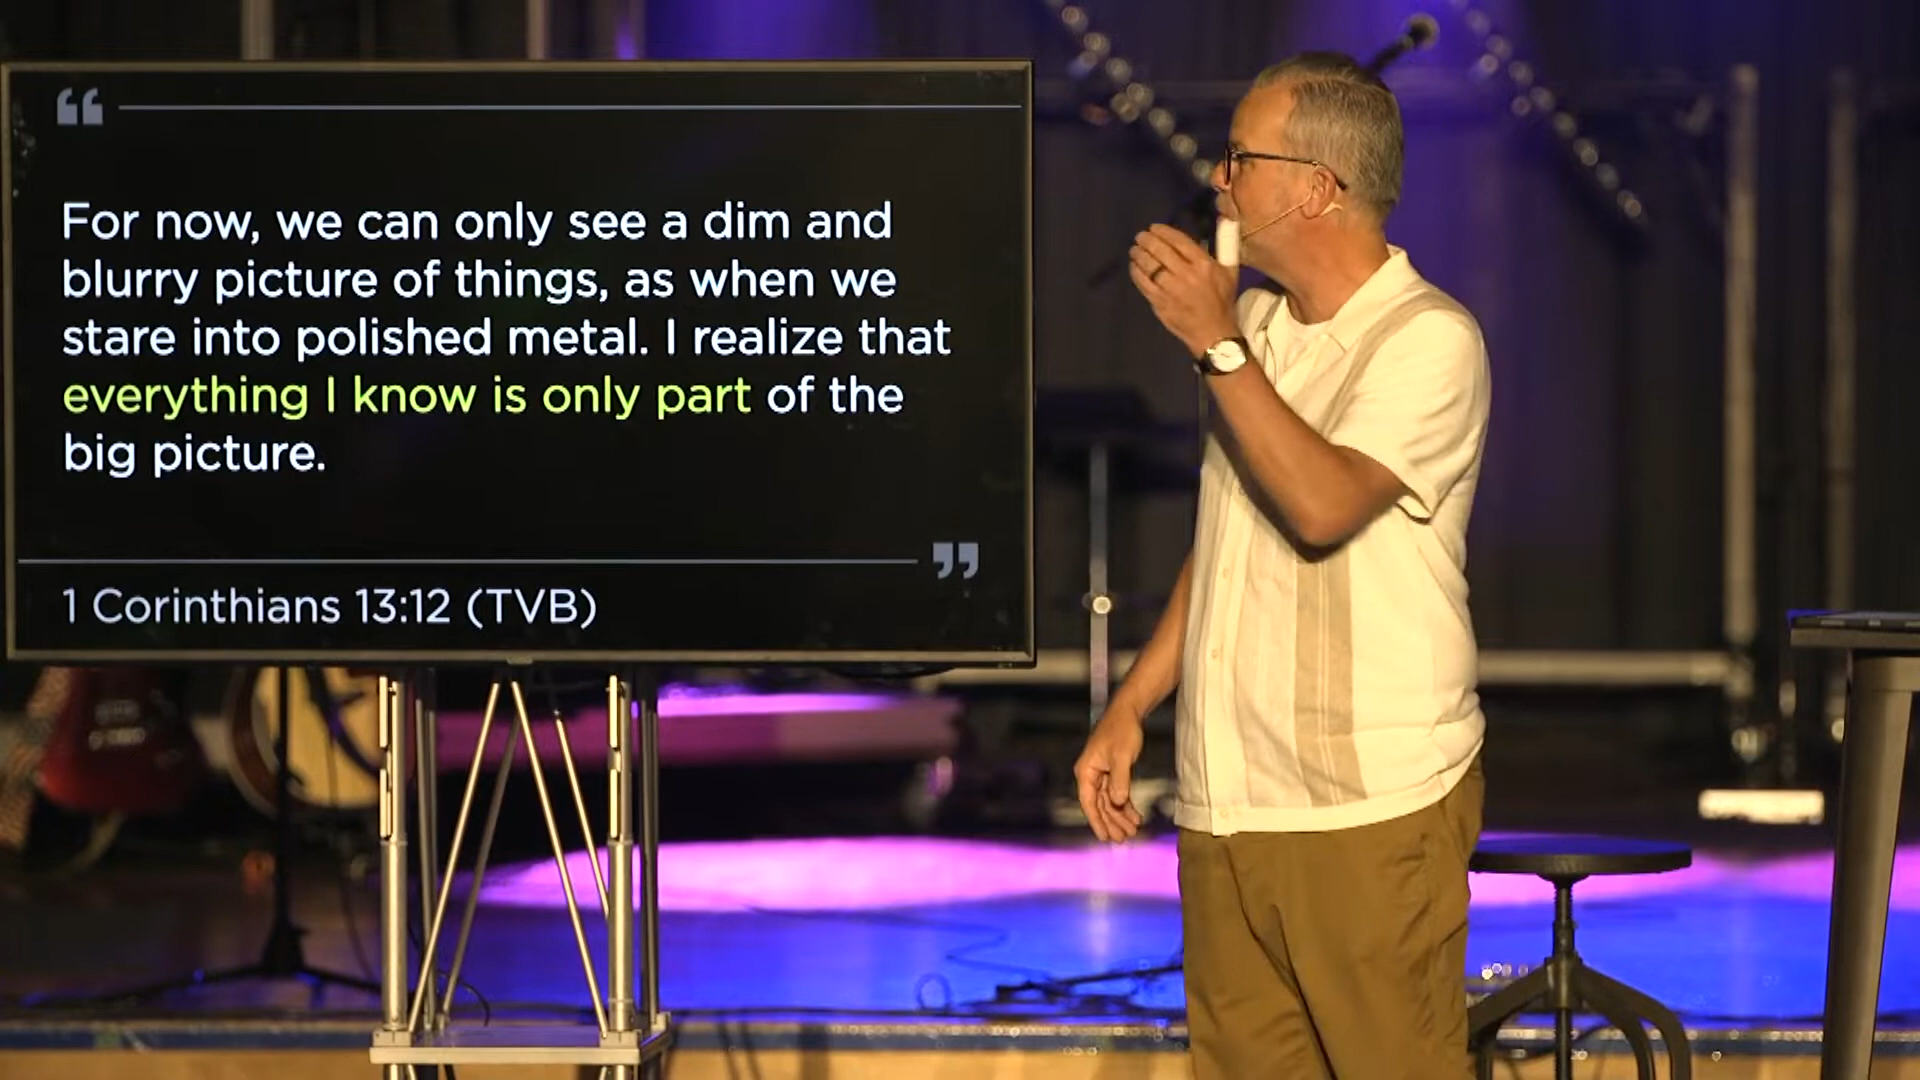 “
For now, we can only see a dim and
blurry picture of things, as when we
stare into polished metal. I realize that
everything I know is only part of the
big picture.
”
1 Corinthians 13:12 (TVB)